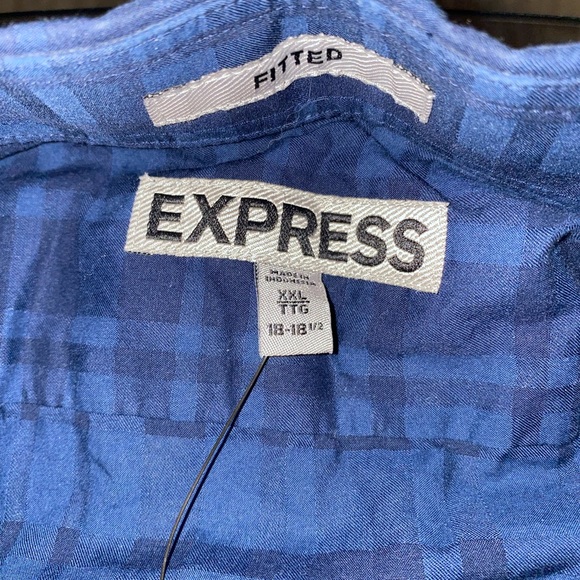 FITTED
EXPRESS
MADE IN
INDONESIA
XXL
TTG
18-18 1/2